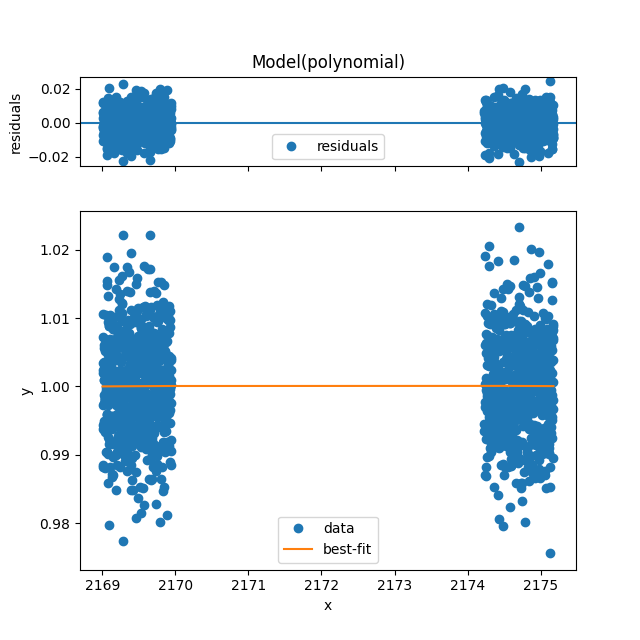 Model(polynomial)
residuals
0.02
0.00
−0.02
residuals
y
1.02
1.01
1.00
0.99
0.98
data
best-fit
2169 2170 2171 2172 2173 2174 2175
x